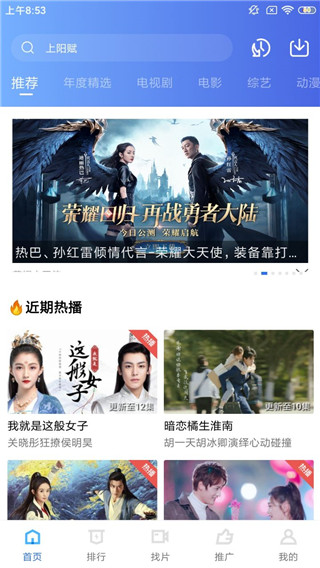 上午8:53
上阳赋
推荐 年度精选 电视剧 电影 综艺 动漫
荣耀回归 再战勇者大陆
今日公测 荣耀启航
热巴、孙红雷倾情代言-荣耀大天使，装备靠打...
近期热播
热播
这般女子
更新至12集
更新至24集
我就是这般女子
暗恋橘生淮南
关晓彤狂撩侯明昊
胡一天胡冰卿演绎心动碰撞
热播
热播
首页 排行 找片 推广 我的